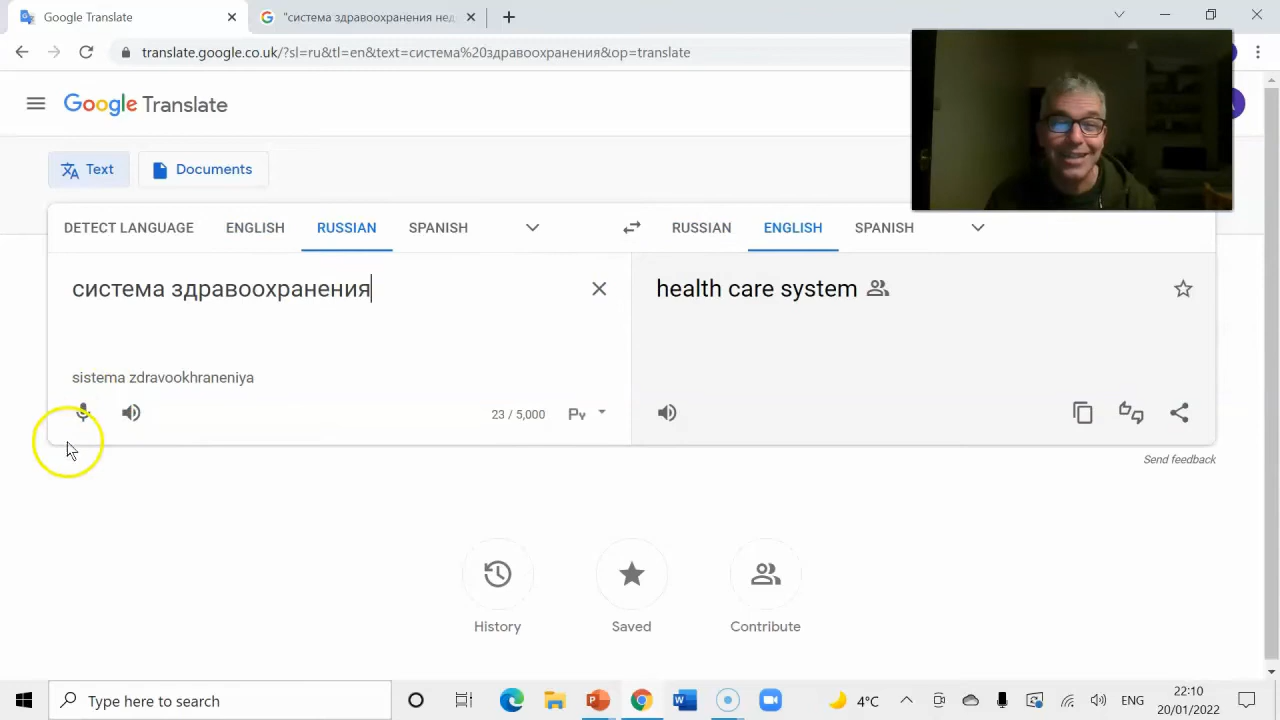 Google Translate
"система здравоохранения нед
translate.google.co.uk/?sl=ru&tl=en&text=система%20здравоохранения&op=translate
Google Translate
Text
Documents
DETECT LANGUAGE ENGLISH RUSSIAN SPANISH
RUSSIAN ENGLISH SPANISH
система здравоохранения
health care system
sistema zdravookhraneniya
23 / 5,000
Ру
Send feedback
History
Saved
Contribute
Type here to search
4°C
ENG
22:10
20/01/2022